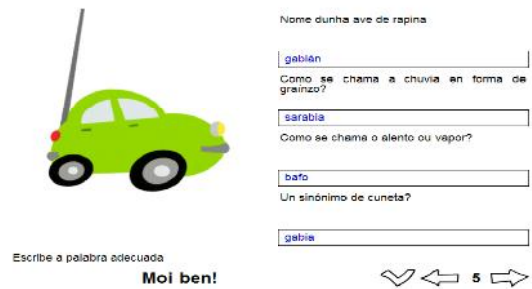 Nome dunha ave de rapina
gabián
Como se chama a chuvia en forma de
grainzo?
sarabia
Como se chama o alento ou vapor?
bafo
Un sinónimo de cuneta?
gabia
Escribe a palabra adecuada
Moi ben!
5